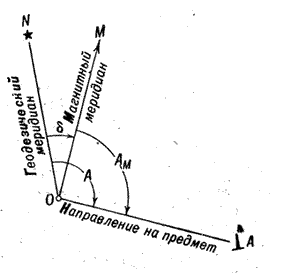 N
M
Геодезический
меридиан
δ
Магнитный
меридиан
A
Aм
O
Направление на предмет
A